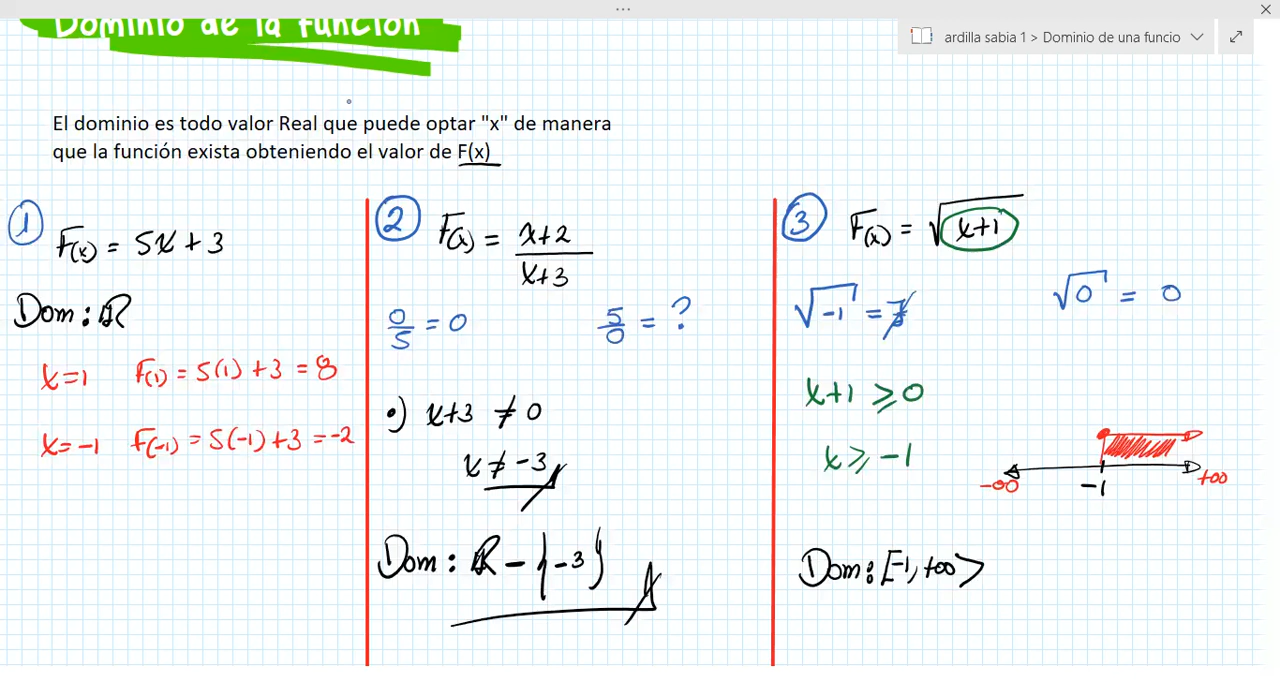 Dominio de la función
ardilla sabia 1 > Dominio de una funcio
El dominio es todo valor Real que puede optar "x" de manera
que la función exista obteniendo el valor de F(x)
1
F(x) = 5x + 3
Dom: ℝ
x=1 F(1) = 5(1) + 3 = 8
x=-1 F(-1) = 5(-1) + 3 = -2
2
F(x) = x+2
x+3
0/5 = 0 5/0 = ?
•) x+3 ≠ 0
x ≠ -3
Dom: ℝ - {-3}
3
F(x) = √x+1
√-1 = ∄ √0 = 0
x+1 ⩾ 0
x ⩾ -1
-∞ -1 +∞
Dom: [-1, +∞>